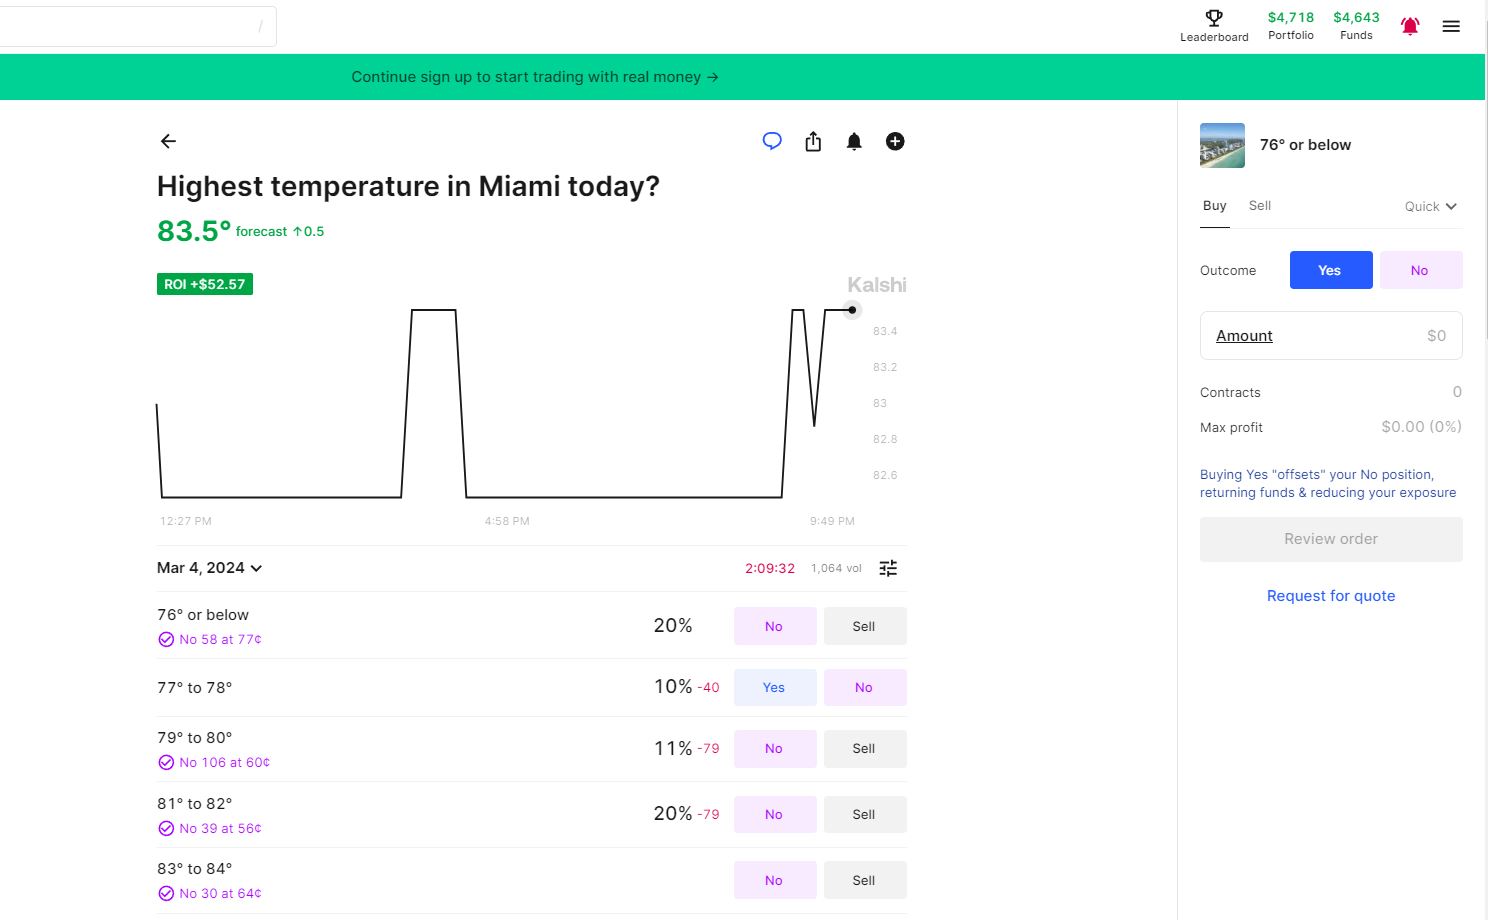 /
Leaderboard
$4,718
Portfolio
$4,643
Funds
Continue sign up to start trading with real money →
Highest temperature in Miami today?
83.5° forecast ↑0.5
ROI +$52.57
Kalshi
83.4
83.2
83
82.8
82.6
12:27 PM
4:58 PM
9:49 PM
Mar 4, 2024
2:09:32
1,064 vol
76° or below
No 58 at 77¢
20%
No
Sell
77° to 78°
10% -40
Yes
No
79° to 80°
No 106 at 60¢
11% -79
No
Sell
81° to 82°
No 39 at 56¢
20% -79
No
Sell
83° to 84°
No 30 at 64¢
No
Sell
76° or below
Buy
Sell
Quick
Outcome
Yes
No
Amount
$0
Contracts
0
Max profit
$0.00 (0%)
Buying Yes "offsets" your No position,
returning funds & reducing your exposure
Review order
Request for quote